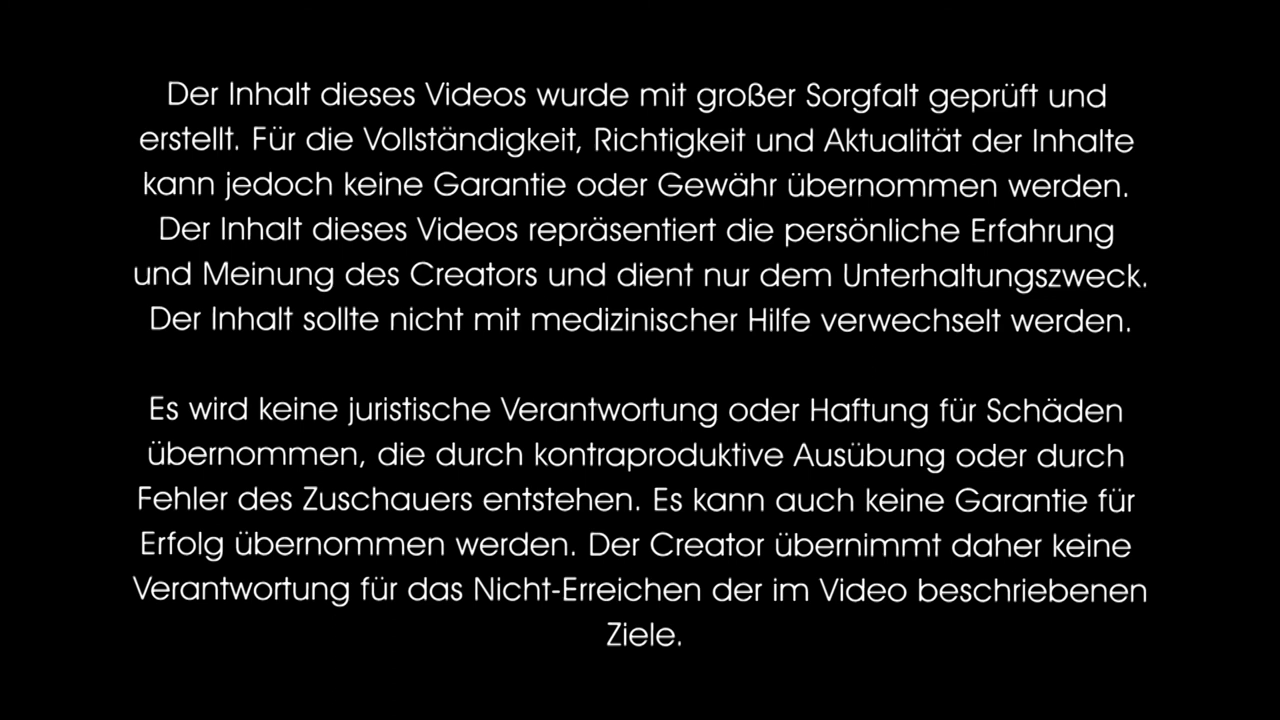 Der Inhalt dieses Videos wurde mit großer Sorgfalt geprüft und
erstellt. Für die Vollständigkeit, Richtigkeit und Aktualität der Inhalte
kann jedoch keine Garantie oder Gewähr übernommen werden.
Der Inhalt dieses Videos repräsentiert die persönliche Erfahrung
und Meinung des Creators und dient nur dem Unterhaltungszweck.
Der Inhalt sollte nicht mit medizinischer Hilfe verwechselt werden.
Es wird keine juristische Verantwortung oder Haftung für Schäden
übernommen, die durch kontraproduktive Ausübung oder durch
Fehler des Zuschauers entstehen. Es kann auch keine Garantie für
Erfolg übernommen werden. Der Creator übernimmt daher keine
Verantwortung für das Nicht-Erreichen der im Video beschriebenen
Ziele.